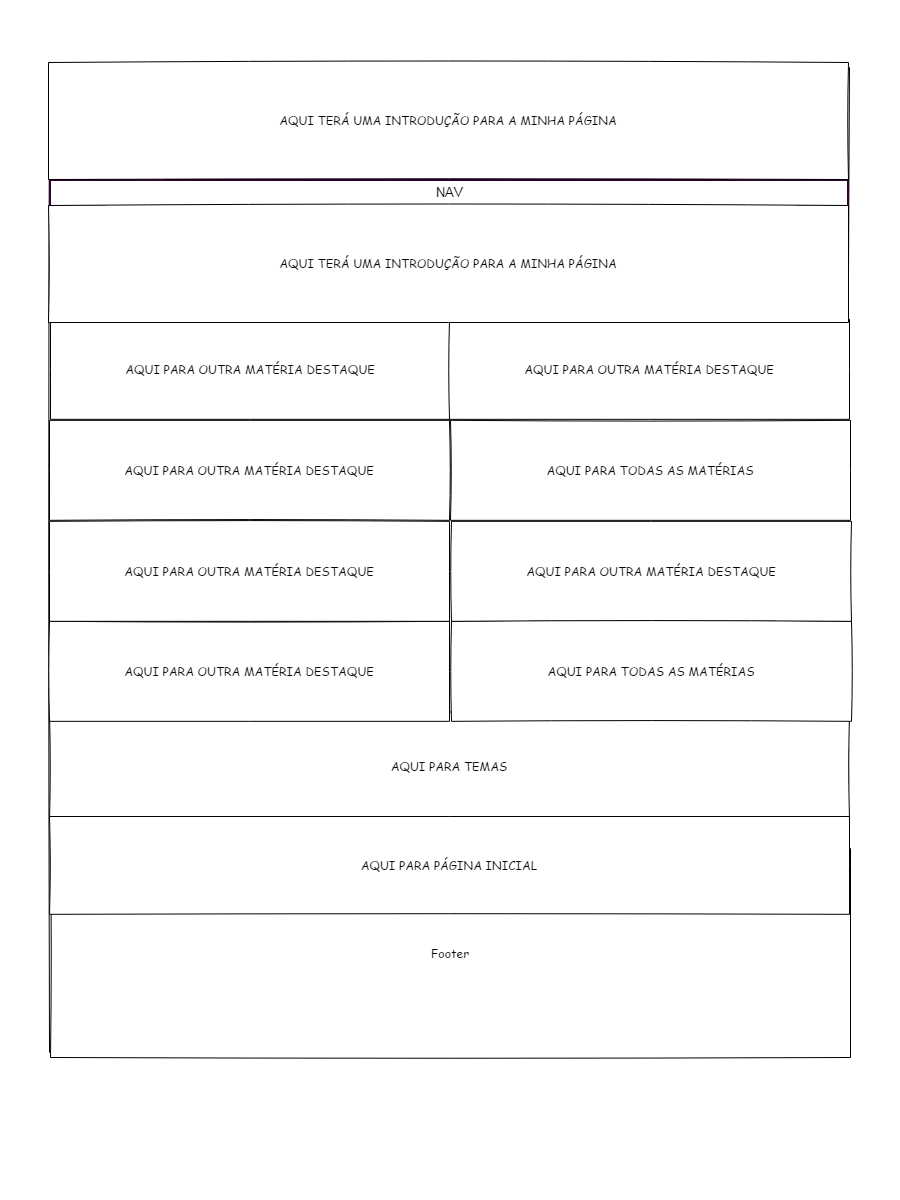 AQUI TERÁ UMA INTRODUÇÃO PARA A MINHA PÁGINA
NAV
AQUI TERÁ UMA INTRODUÇÃO PARA A MINHA PÁGINA
AQUI PARA OUTRA MATÉRIA DESTAQUE
AQUI PARA OUTRA MATÉRIA DESTAQUE
AQUI PARA OUTRA MATÉRIA DESTAQUE
AQUI PARA TODAS AS MATÉRIAS
AQUI PARA OUTRA MATÉRIA DESTAQUE
AQUI PARA OUTRA MATÉRIA DESTAQUE
AQUI PARA OUTRA MATÉRIA DESTAQUE
AQUI PARA TODAS AS MATÉRIAS
AQUI PARA TEMAS
AQUI PARA PÁGINA INICIAL
Footer